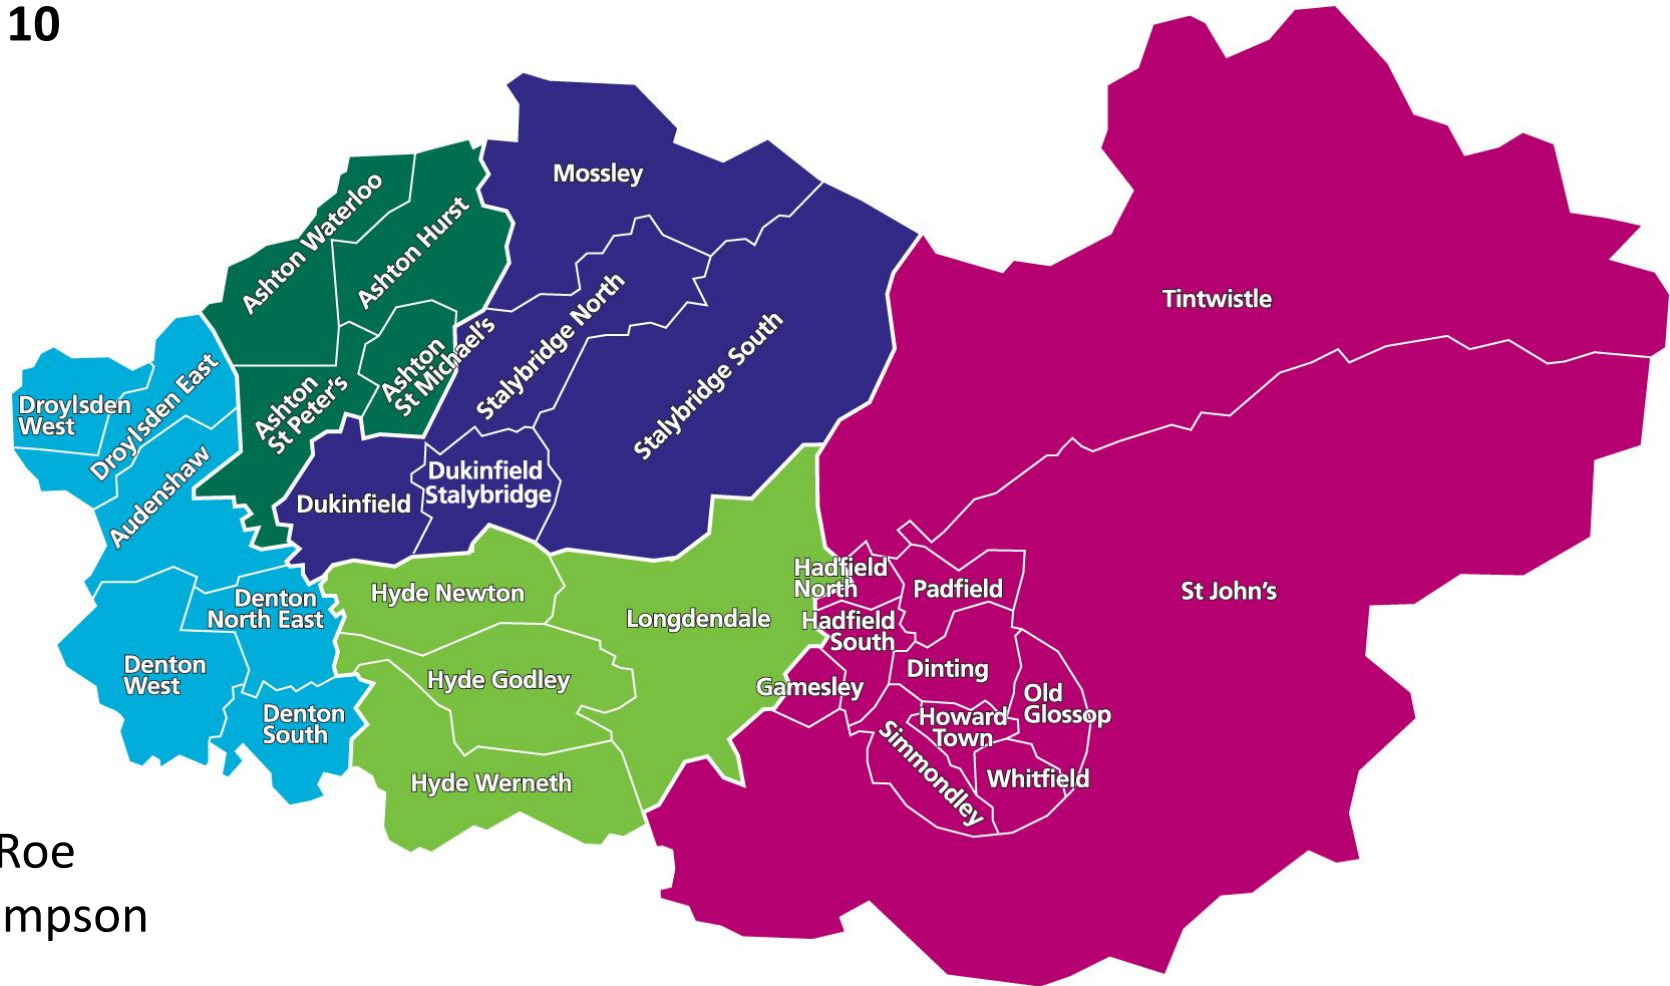 10
Mossley
Ashton Waterloo
Ashton Hurst
Tintwistle
Stalybridge North
Ashton
St Michael's
Stalybridge South
Droylsden
West
Droylsden East
Ashton
St Peter's
Audenshaw
Dukinfield
Dukinfield
Stalybridge
Hadfield
North
Padfield
St John's
Hyde Newton
Denton
North East
Longdendale
Hadfield
South
Denton
West
Hyde Godley
Gamesley
Dinting
Old
Glossop
Denton
South
Howard
Town
Simmondley
Whitfield
Hyde Werneth
Roe
mpson